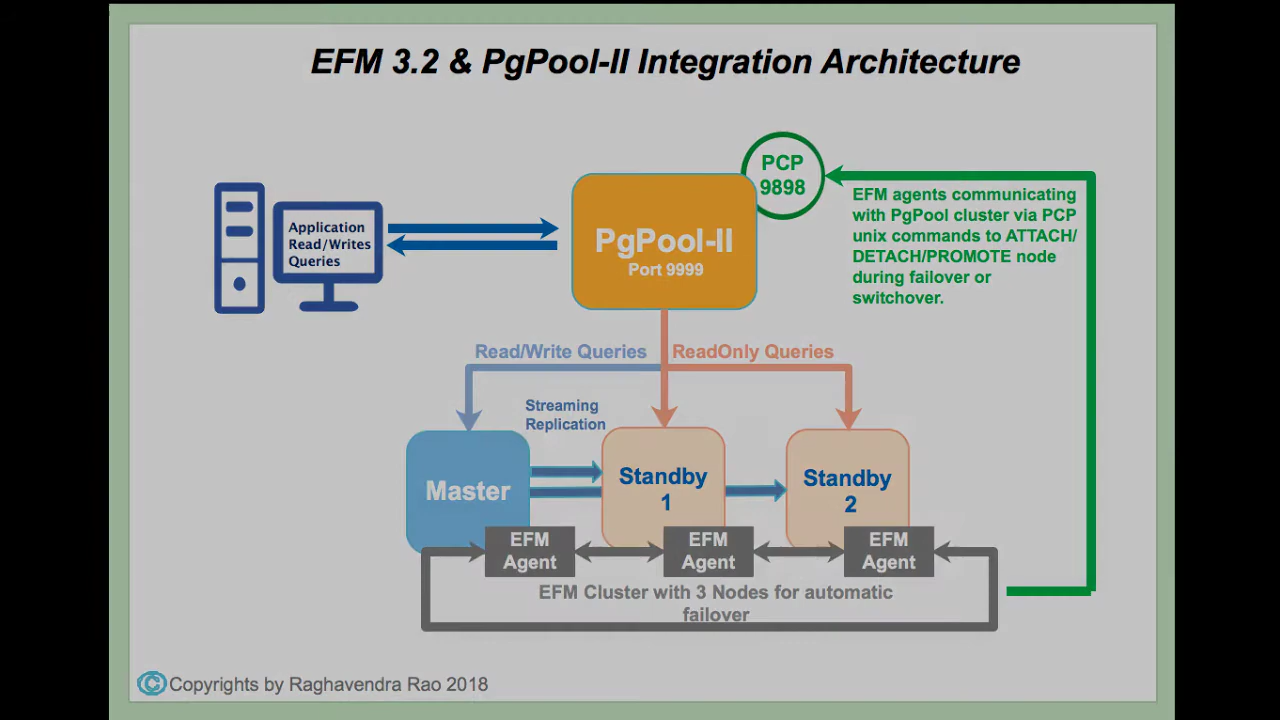 EFM 3.2 & PgPool-II Integration Architecture
PCP
9898
EFM agents communicating
with PgPool cluster via PCP
unix commands to ATTACH/
DETACH/PROMOTE node
during failover or
switchover.
Application
Read/Writes
Queries
PgPool-II
Port 9999
Read/Write Queries
ReadOnly Queries
Streaming
Replication
Master
Standby
1
Standby
2
EFM
Agent
EFM
Agent
EFM
Agent
EFM Cluster with 3 Nodes for automatic
failover
©Copyrights by Raghavendra Rao 2018